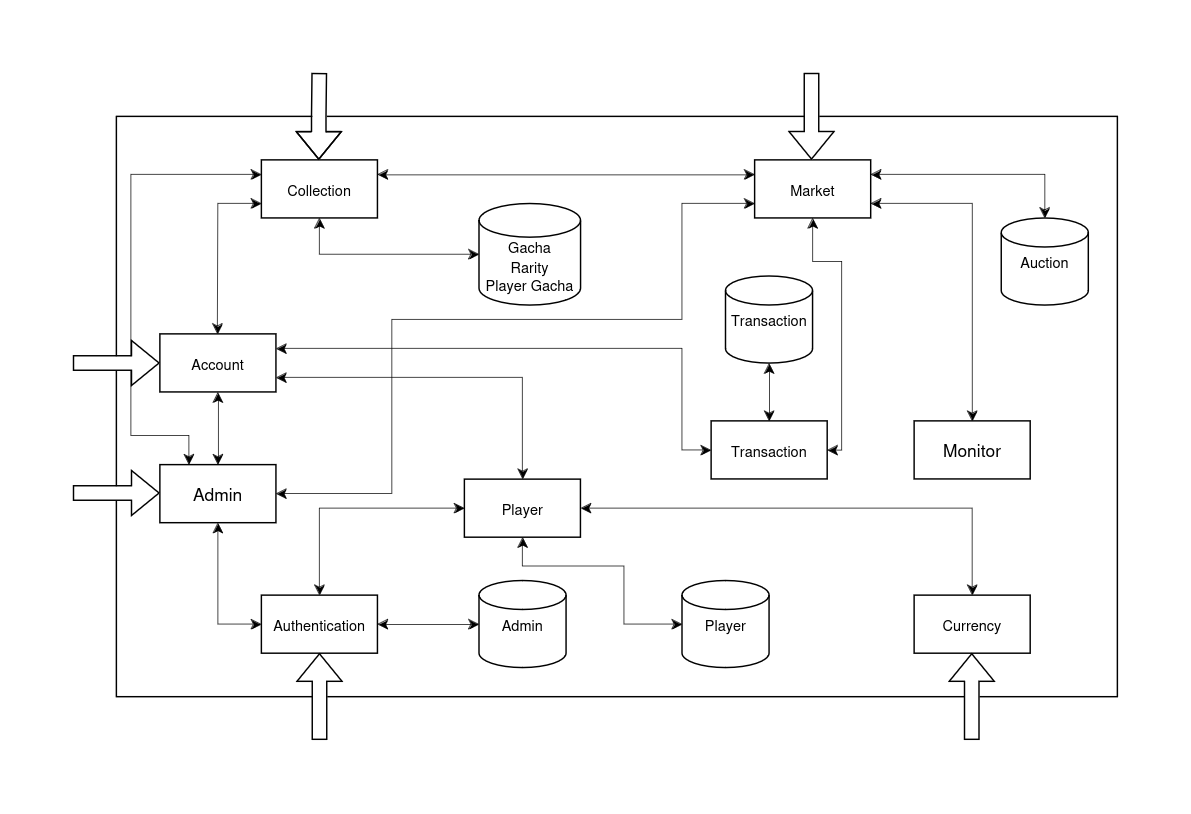 Collection
Market
Gacha
Rarity
Player Gacha
Auction
Transaction
Account
Transaction
Monitor
Admin
Player
Authentication
Admin
Player
Currency